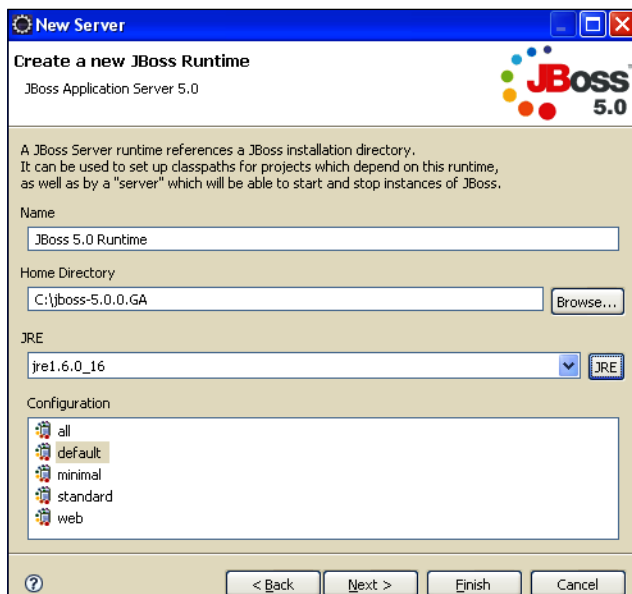 New Server
Create a new JBoss Runtime
JBoss Application Server 5.0
JBoss
5.0
A JBoss Server runtime references a JBoss installation directory.
It can be used to set up classpaths for projects which depend on this runtime,
as well as by a "server" which will be able to start and stop instances of JBoss.
Name
JBoss 5.0 Runtime
Home Directory
C:\jboss-5.0.0.GA
Browse...
JRE
jre1.6.0_16
JRE
Configuration
all
default
minimal
standard
web
?
< Back
Next >
Finish
Cancel